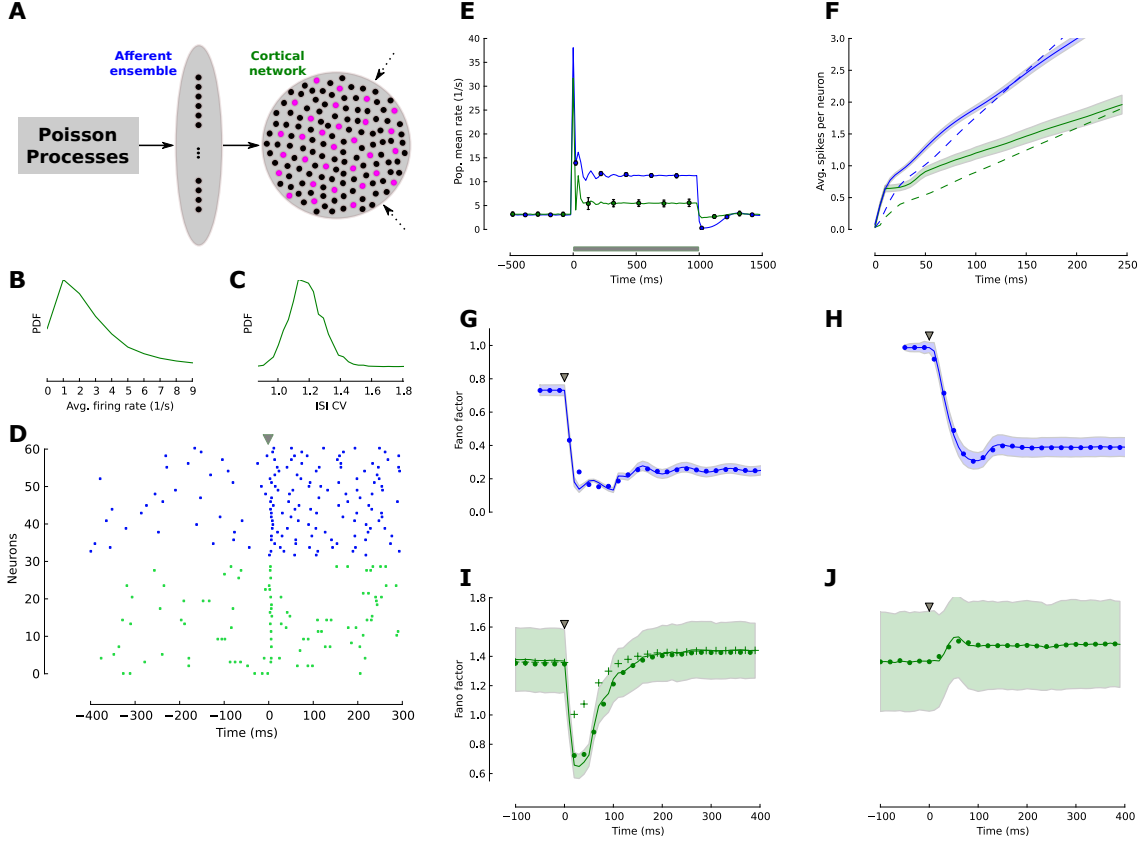 A
Afferent
ensemble
Cortical
network
Poisson
Processes
B
PDF
0 1 2 3 4 5 6 7 8 9
Avg. firing rate (1/s)
C
PDF
1.0 1.2 1.4 1.6 1.8
ISI CV
D
60
50
40
30
20
10
0
Neurons
−400 −300 −200 −100 0 100 200 300
Time (ms)
E
40
35
30
25
20
15
10
5
0
Pop. mean rate (1/s)
−500 0 500 1000 1500
Time (ms)
F
3.0
2.5
2.0
1.5
1.0
0.5
0.0
Avg. spikes per neuron
0 50 100 150 200 250
Time (ms)
G
1.0
0.8
0.6
0.4
0.2
0.0
Fano factor
H
I
1.8
1.6
1.4
1.2
1.0
0.8
0.6
Fano factor
−100 0 100 200 300 400
Time (ms)
J
−100 0 100 200 300 400
Time (ms)